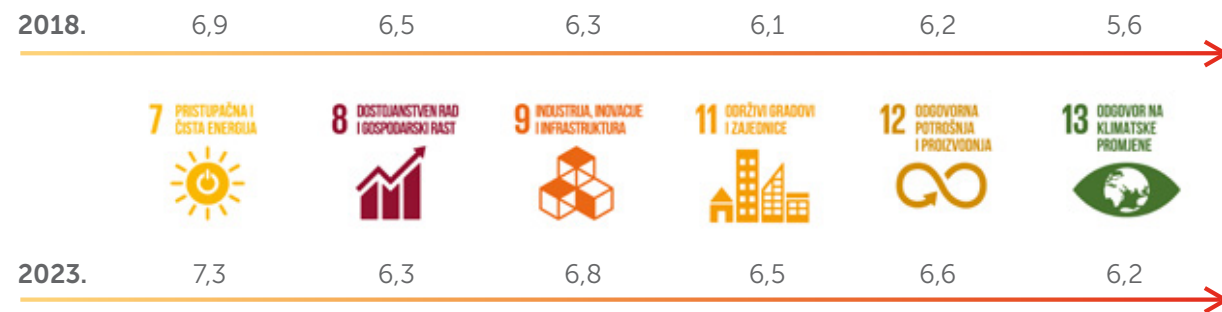 2018. 6,9 6,5 6,3 6,1 6,2 5,6
7 PRISTUPAČNA I
ČISTA ENERGIJA
8 DOSTOJANSTVEN RAD
I GOSPODARSKI RAST
9 INDUSTRIJA, INOVACIJE
I INFRASTRUKTURA
11 ODRŽIVI GRADOVI
I ZAJEDNICE
12 ODGOVORNA
POTROŠNJA
I PROIZVODNJA
13 ODGOVOR NA
KLIMATSKE
PROMJENE
2023. 7,3 6,3 6,8 6,5 6,6 6,2